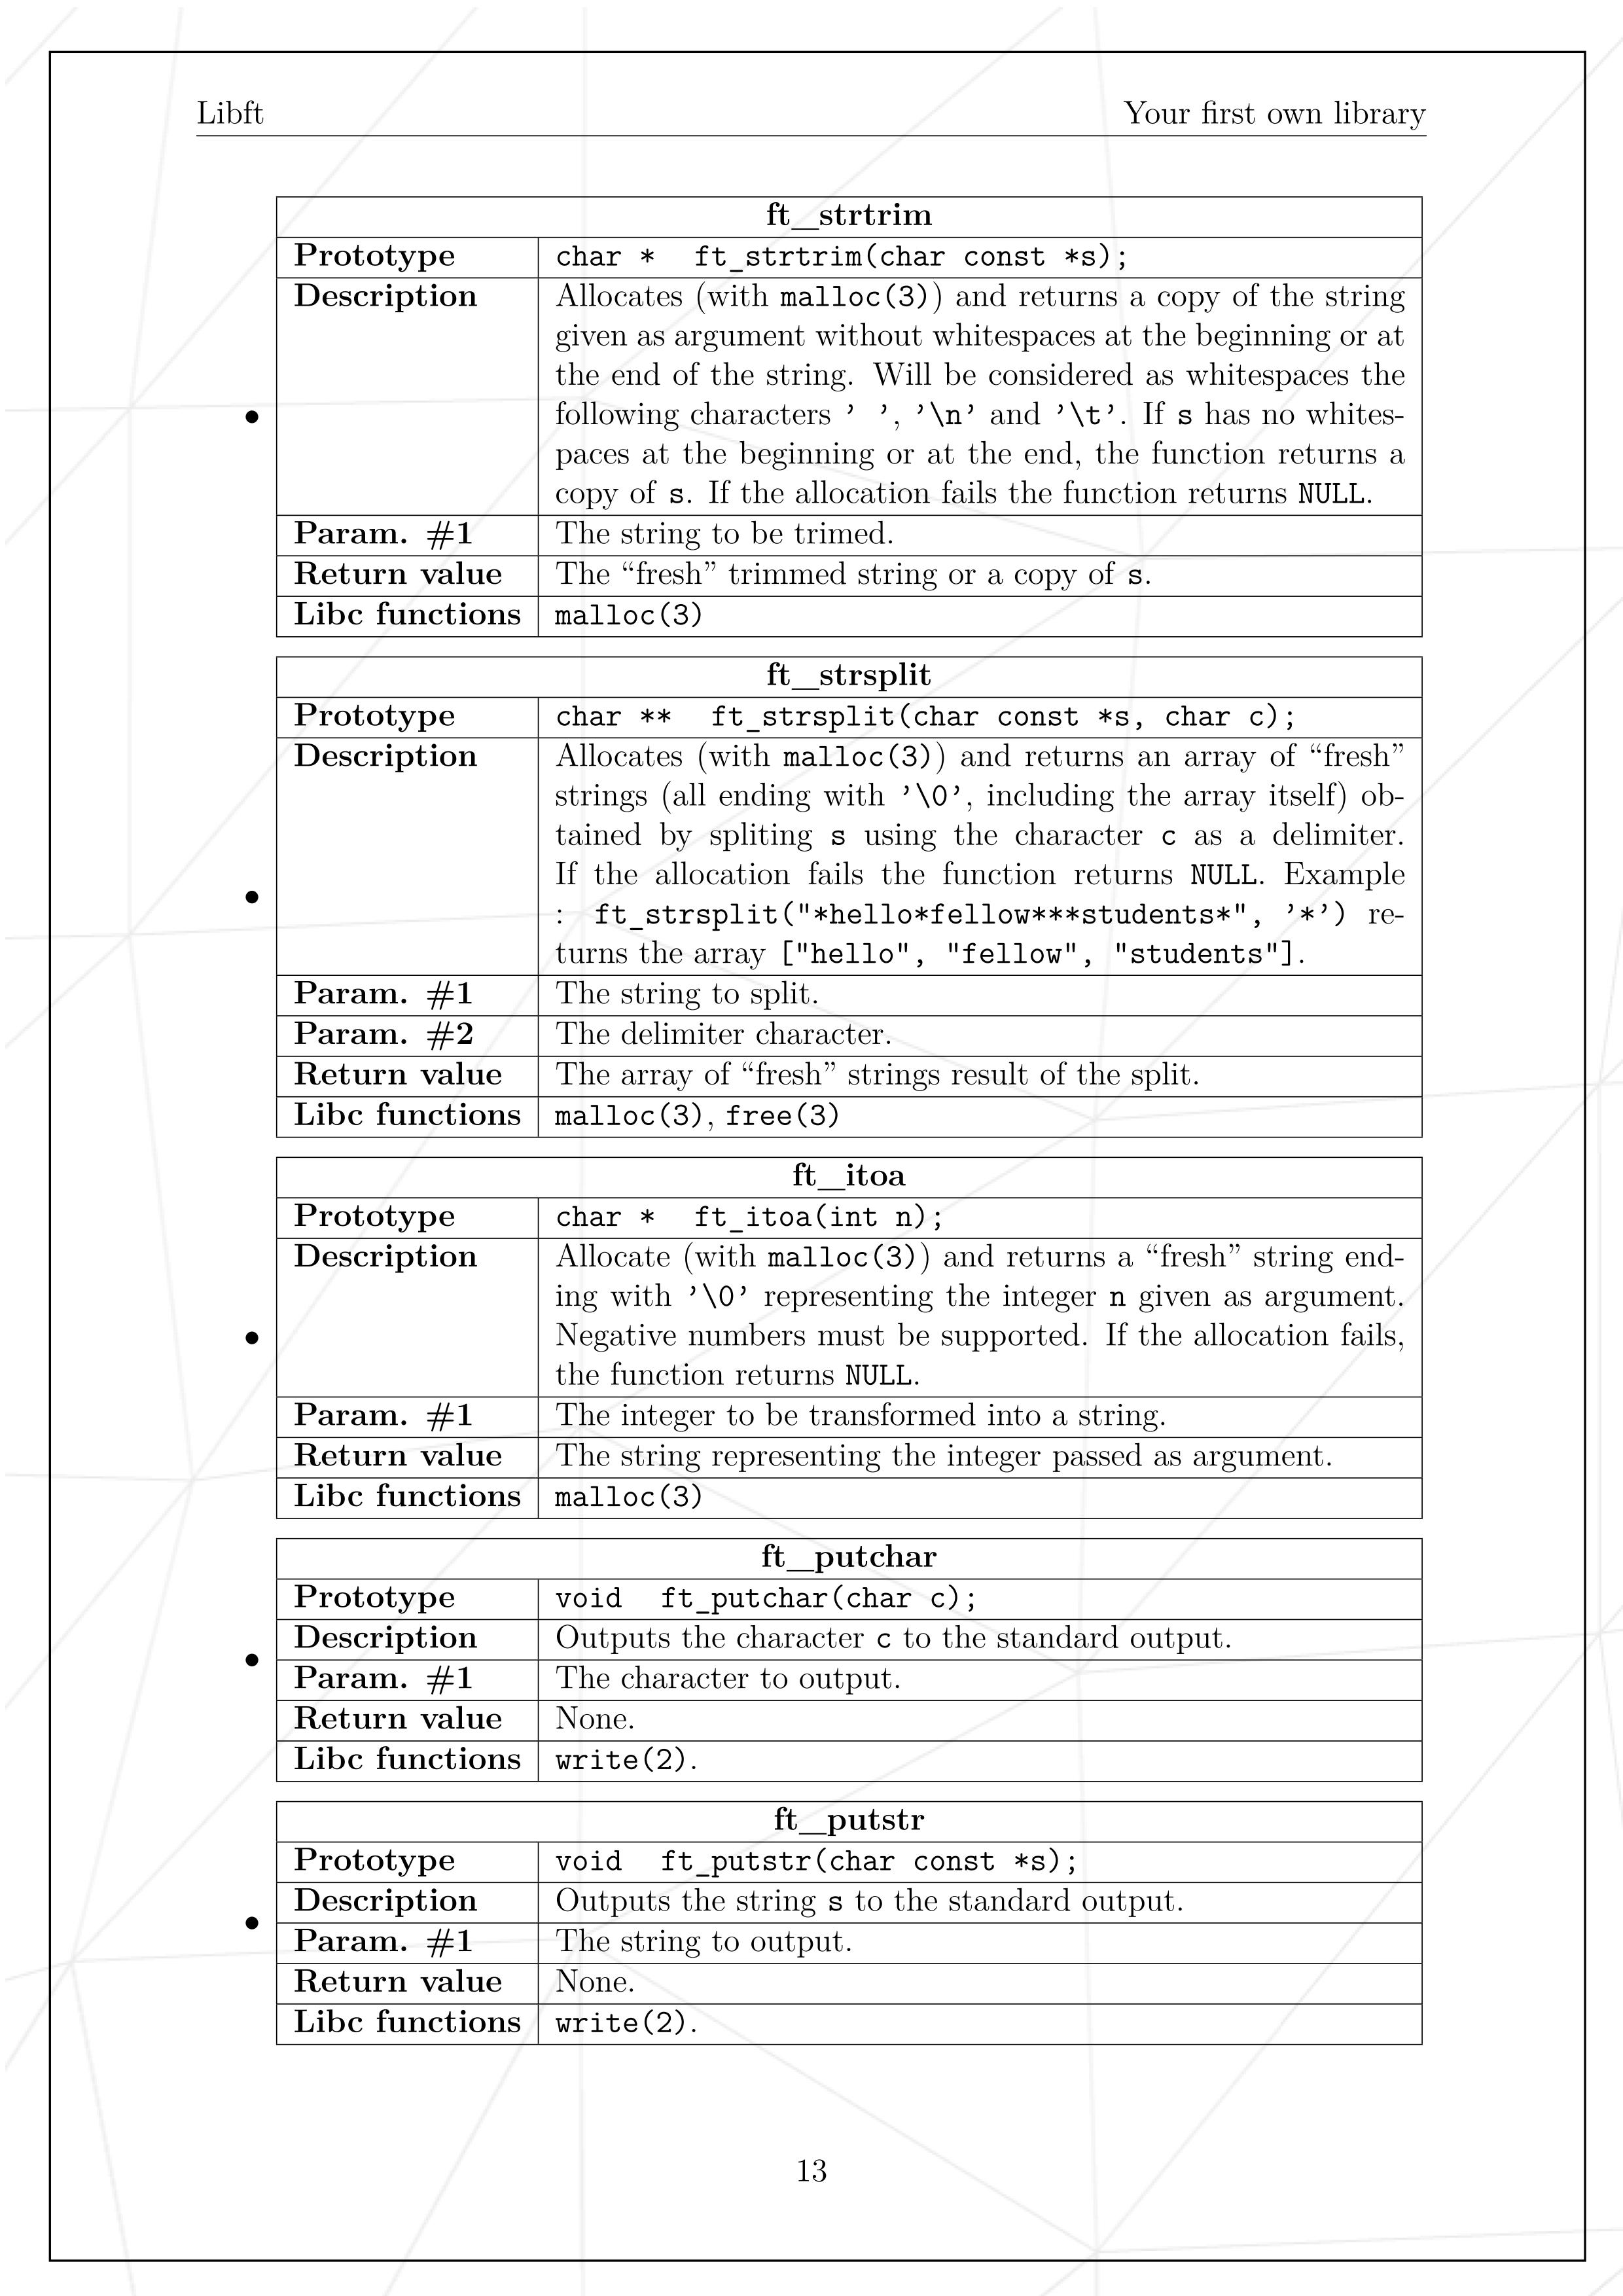 Libft
Your first own library
ft_strtrim
Prototype
char *  ft_strtrim(char const *s);
Description
Allocates (with malloc(3)) and returns a copy of the string
given as argument without whitespaces at the beginning or at
the end of the string. Will be considered as whitespaces the
following characters ’ ’, ’\n’ and ’\t’. If s has no whites-
paces at the beginning or at the end, the function returns a
copy of s. If the allocation fails the function returns NULL.
Param. #1
The string to be trimed.
Return value
The “fresh” trimmed string or a copy of s.
Libc functions
malloc(3)
ft_strsplit
Prototype
char **  ft_strsplit(char const *s, char c);
Description
Allocates (with malloc(3)) and returns an array of “fresh”
strings (all ending with ’\0’, including the array itself) ob-
tained by spliting s using the character c as a delimiter.
If the allocation fails the function returns NULL. Example
: ft_strsplit("*hello*fellow***students*", ’*’) re-
turns the array ["hello", "fellow", "students"].
Param. #1
The string to split.
Param. #2
The delimiter character.
Return value
The array of “fresh” strings result of the split.
Libc functions
malloc(3), free(3)
ft_itoa
Prototype
char *  ft_itoa(int n);
Description
Allocate (with malloc(3)) and returns a “fresh” string end-
ing with ’\0’ representing the integer n given as argument.
Negative numbers must be supported. If the allocation fails,
the function returns NULL.
Param. #1
The integer to be transformed into a string.
Return value
The string representing the integer passed as argument.
Libc functions
malloc(3)
ft_putchar
Prototype
void  ft_putchar(char c);
Description
Outputs the character c to the standard output.
Param. #1
The character to output.
Return value
None.
Libc functions
write(2).
ft_putstr
Prototype
void  ft_putstr(char const *s);
Description
Outputs the string s to the standard output.
Param. #1
The string to output.
Return value
None.
Libc functions
write(2).
13